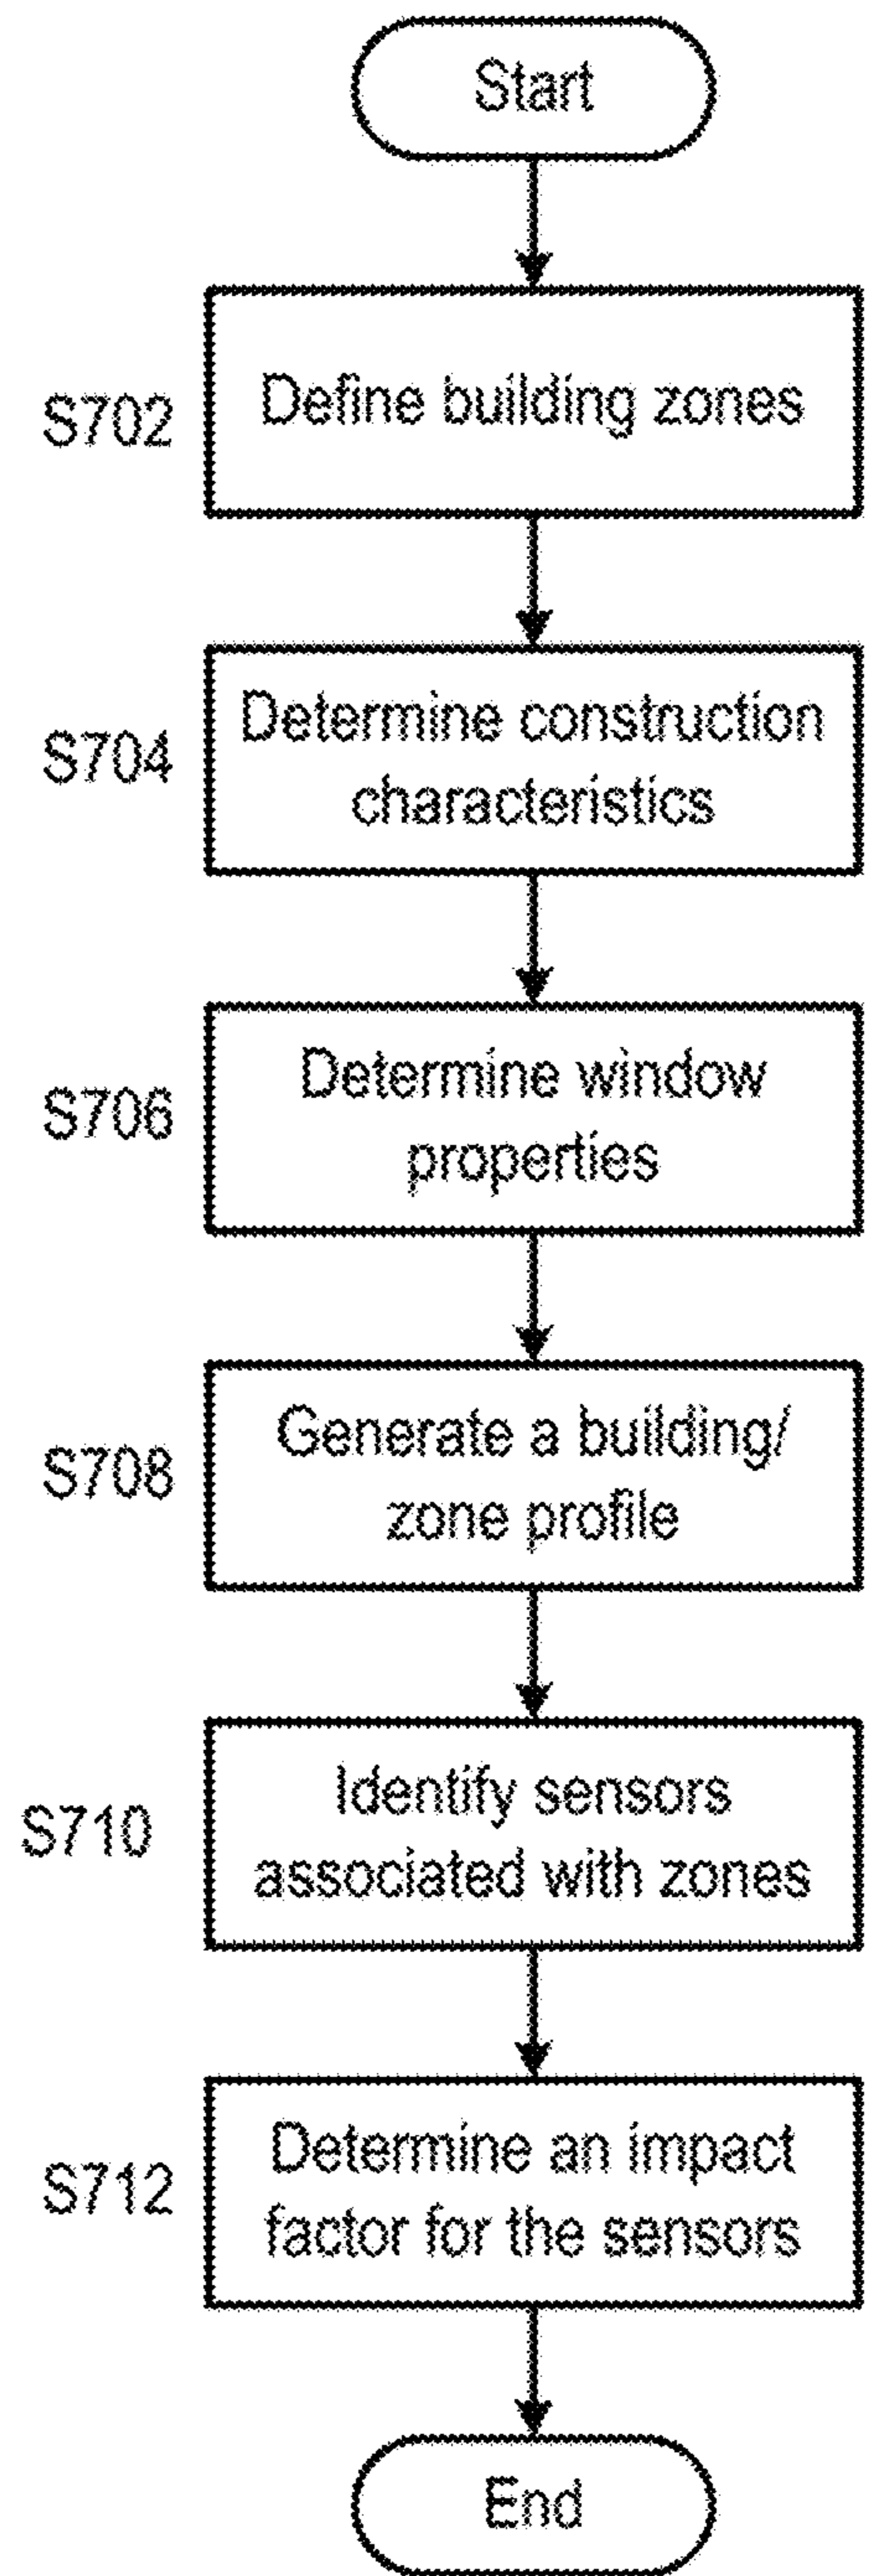 Start
S702
Define building zones
S704
Determine construction
characteristics
S706
Determine window
properties
S708
Generate a building/
zone profile
S710
Identify sensors
associated with zones
S712
Determine an impact
factor for the sensors
End